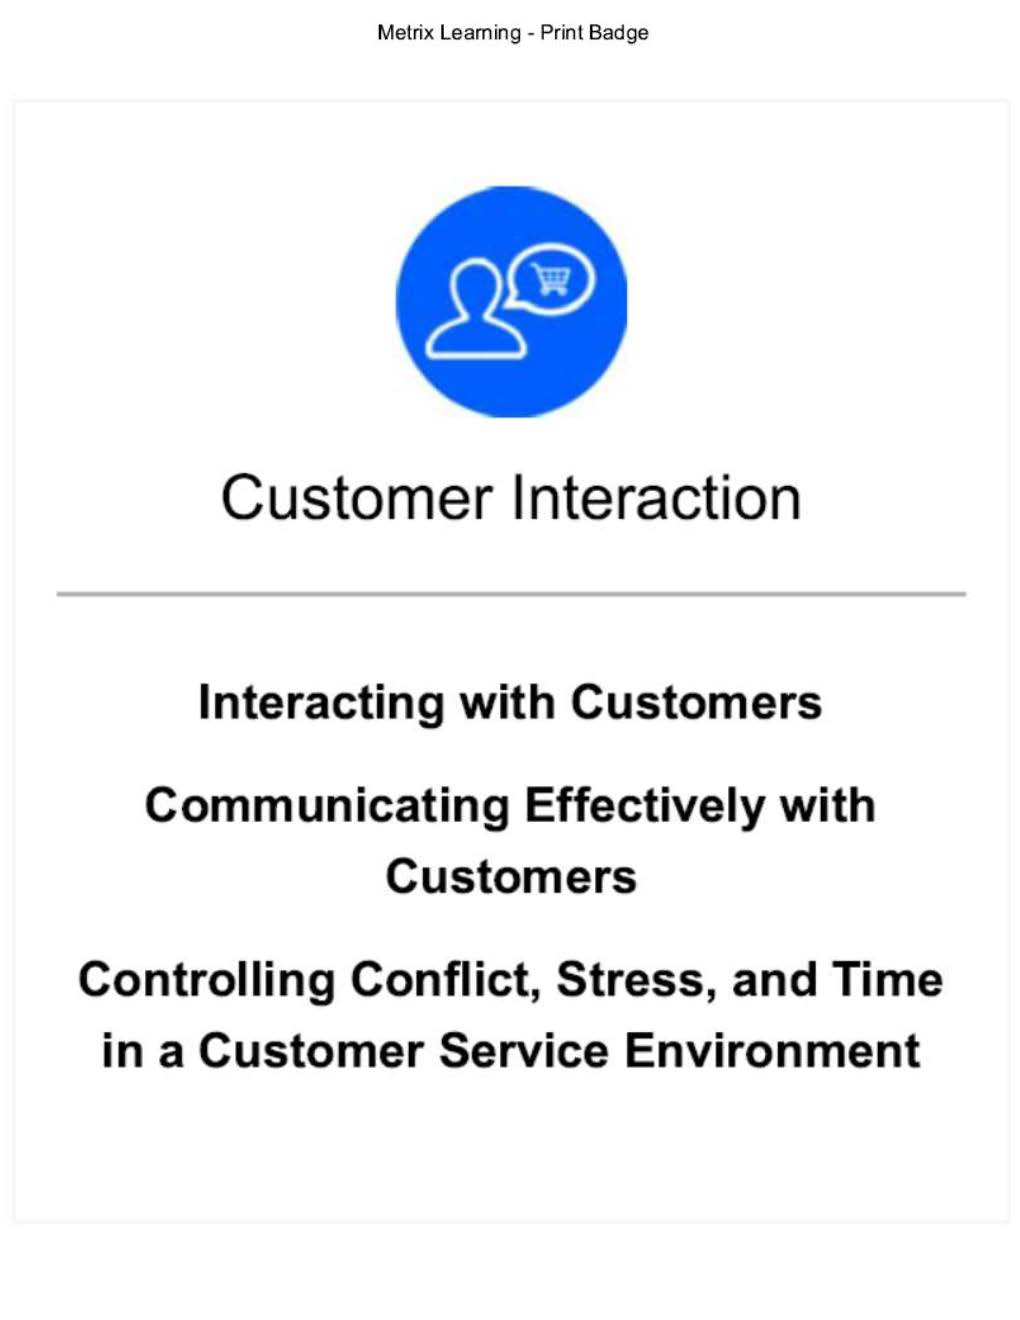 Metrix Learning - Print Badge
Customer Interaction
Interacting with Customers
Communicating Effectively with
Customers
Controlling Conflict, Stress, and Time
in a Customer Service Environment